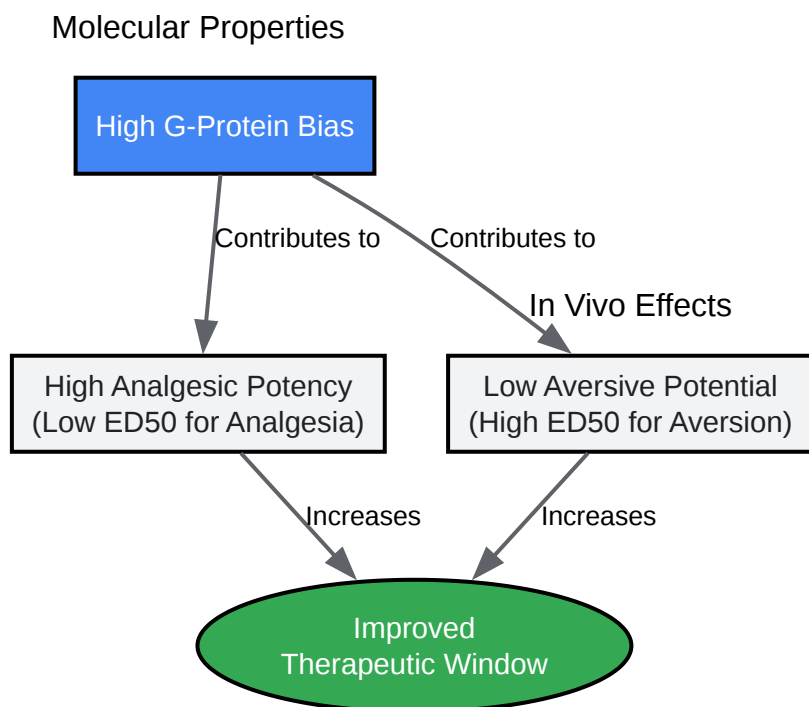 Molecular Properties
High G-Protein Bias
Contributes to
Contributes to
In Vivo Effects
High Analgesic Potency
(Low ED50 for Analgesia)
Low Aversive Potential
(High ED50 for Aversion)
Increases
Increases
Improved
Therapeutic Window